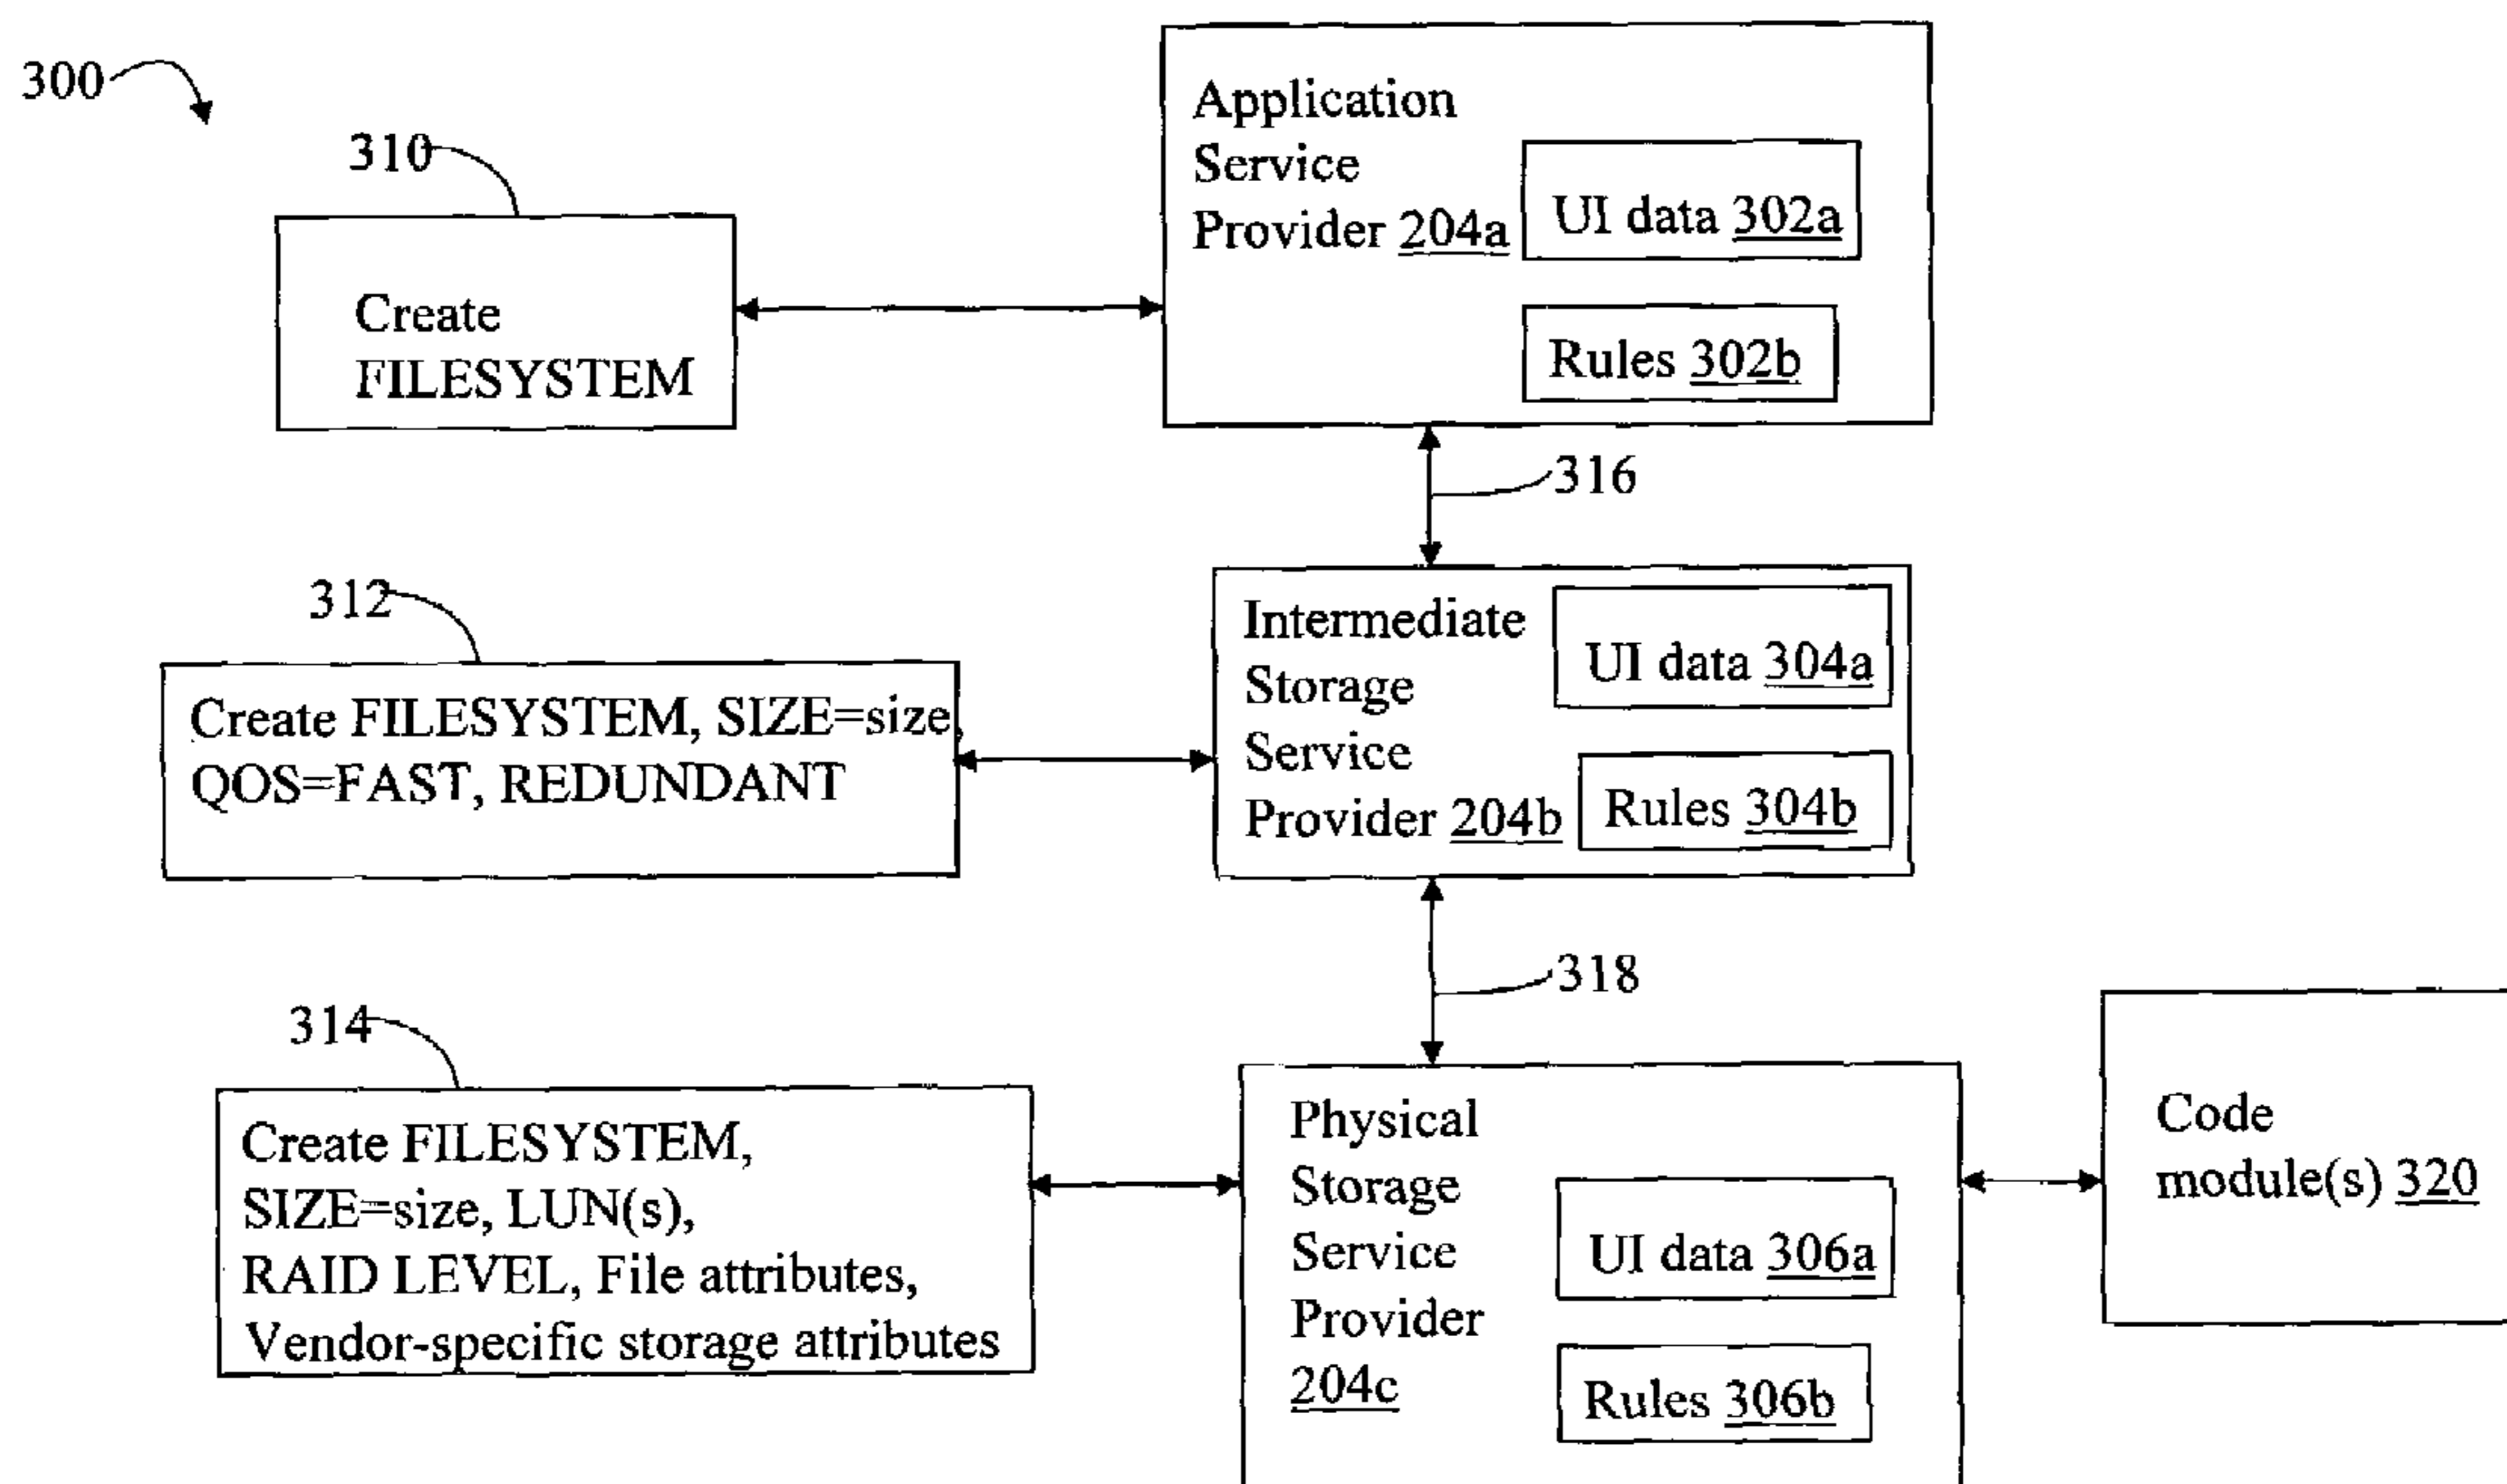 300
310
Create
FILESYSTEM
Application
Service
Provider 204a
UI data 302a
Rules 302b
316
312
Create FILESYSTEM, SIZE=size,
QOS=FAST, REDUNDANT
Intermediate
Storage
Service
Provider 204b
UI data 304a
Rules 304b
318
314
Create FILESYSTEM,
SIZE=size, LUN(s),
RAID LEVEL, File attributes,
Vendor-specific storage attributes
Physical
Storage
Service
Provider
204c
UI data 306a
Rules 306b
Code
module(s) 320